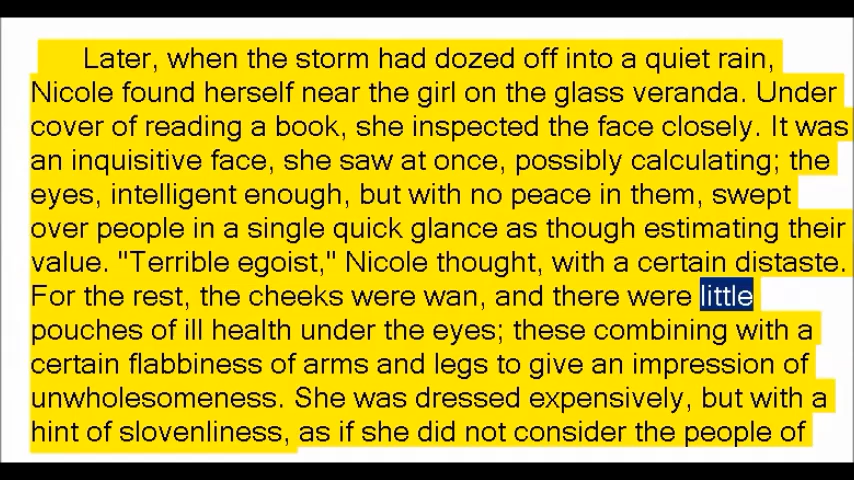 Later, when the storm had dozed off into a quiet rain,
Nicole found herself near the girl on the glass veranda. Under
cover of reading a book, she inspected the face closely. It was
an inquisitive face, she saw at once, possibly calculating; the
eyes, intelligent enough, but with no peace in them, swept
over people in a single quick glance as though estimating their
value. "Terrible egoist," Nicole thought, with a certain distaste.
For the rest, the cheeks were wan, and there were little
pouches of ill health under the eyes; these combining with a
certain flabbiness of arms and legs to give an impression of
unwholesomeness. She was dressed expensively, but with a
hint of slovenliness, as if she did not consider the people of